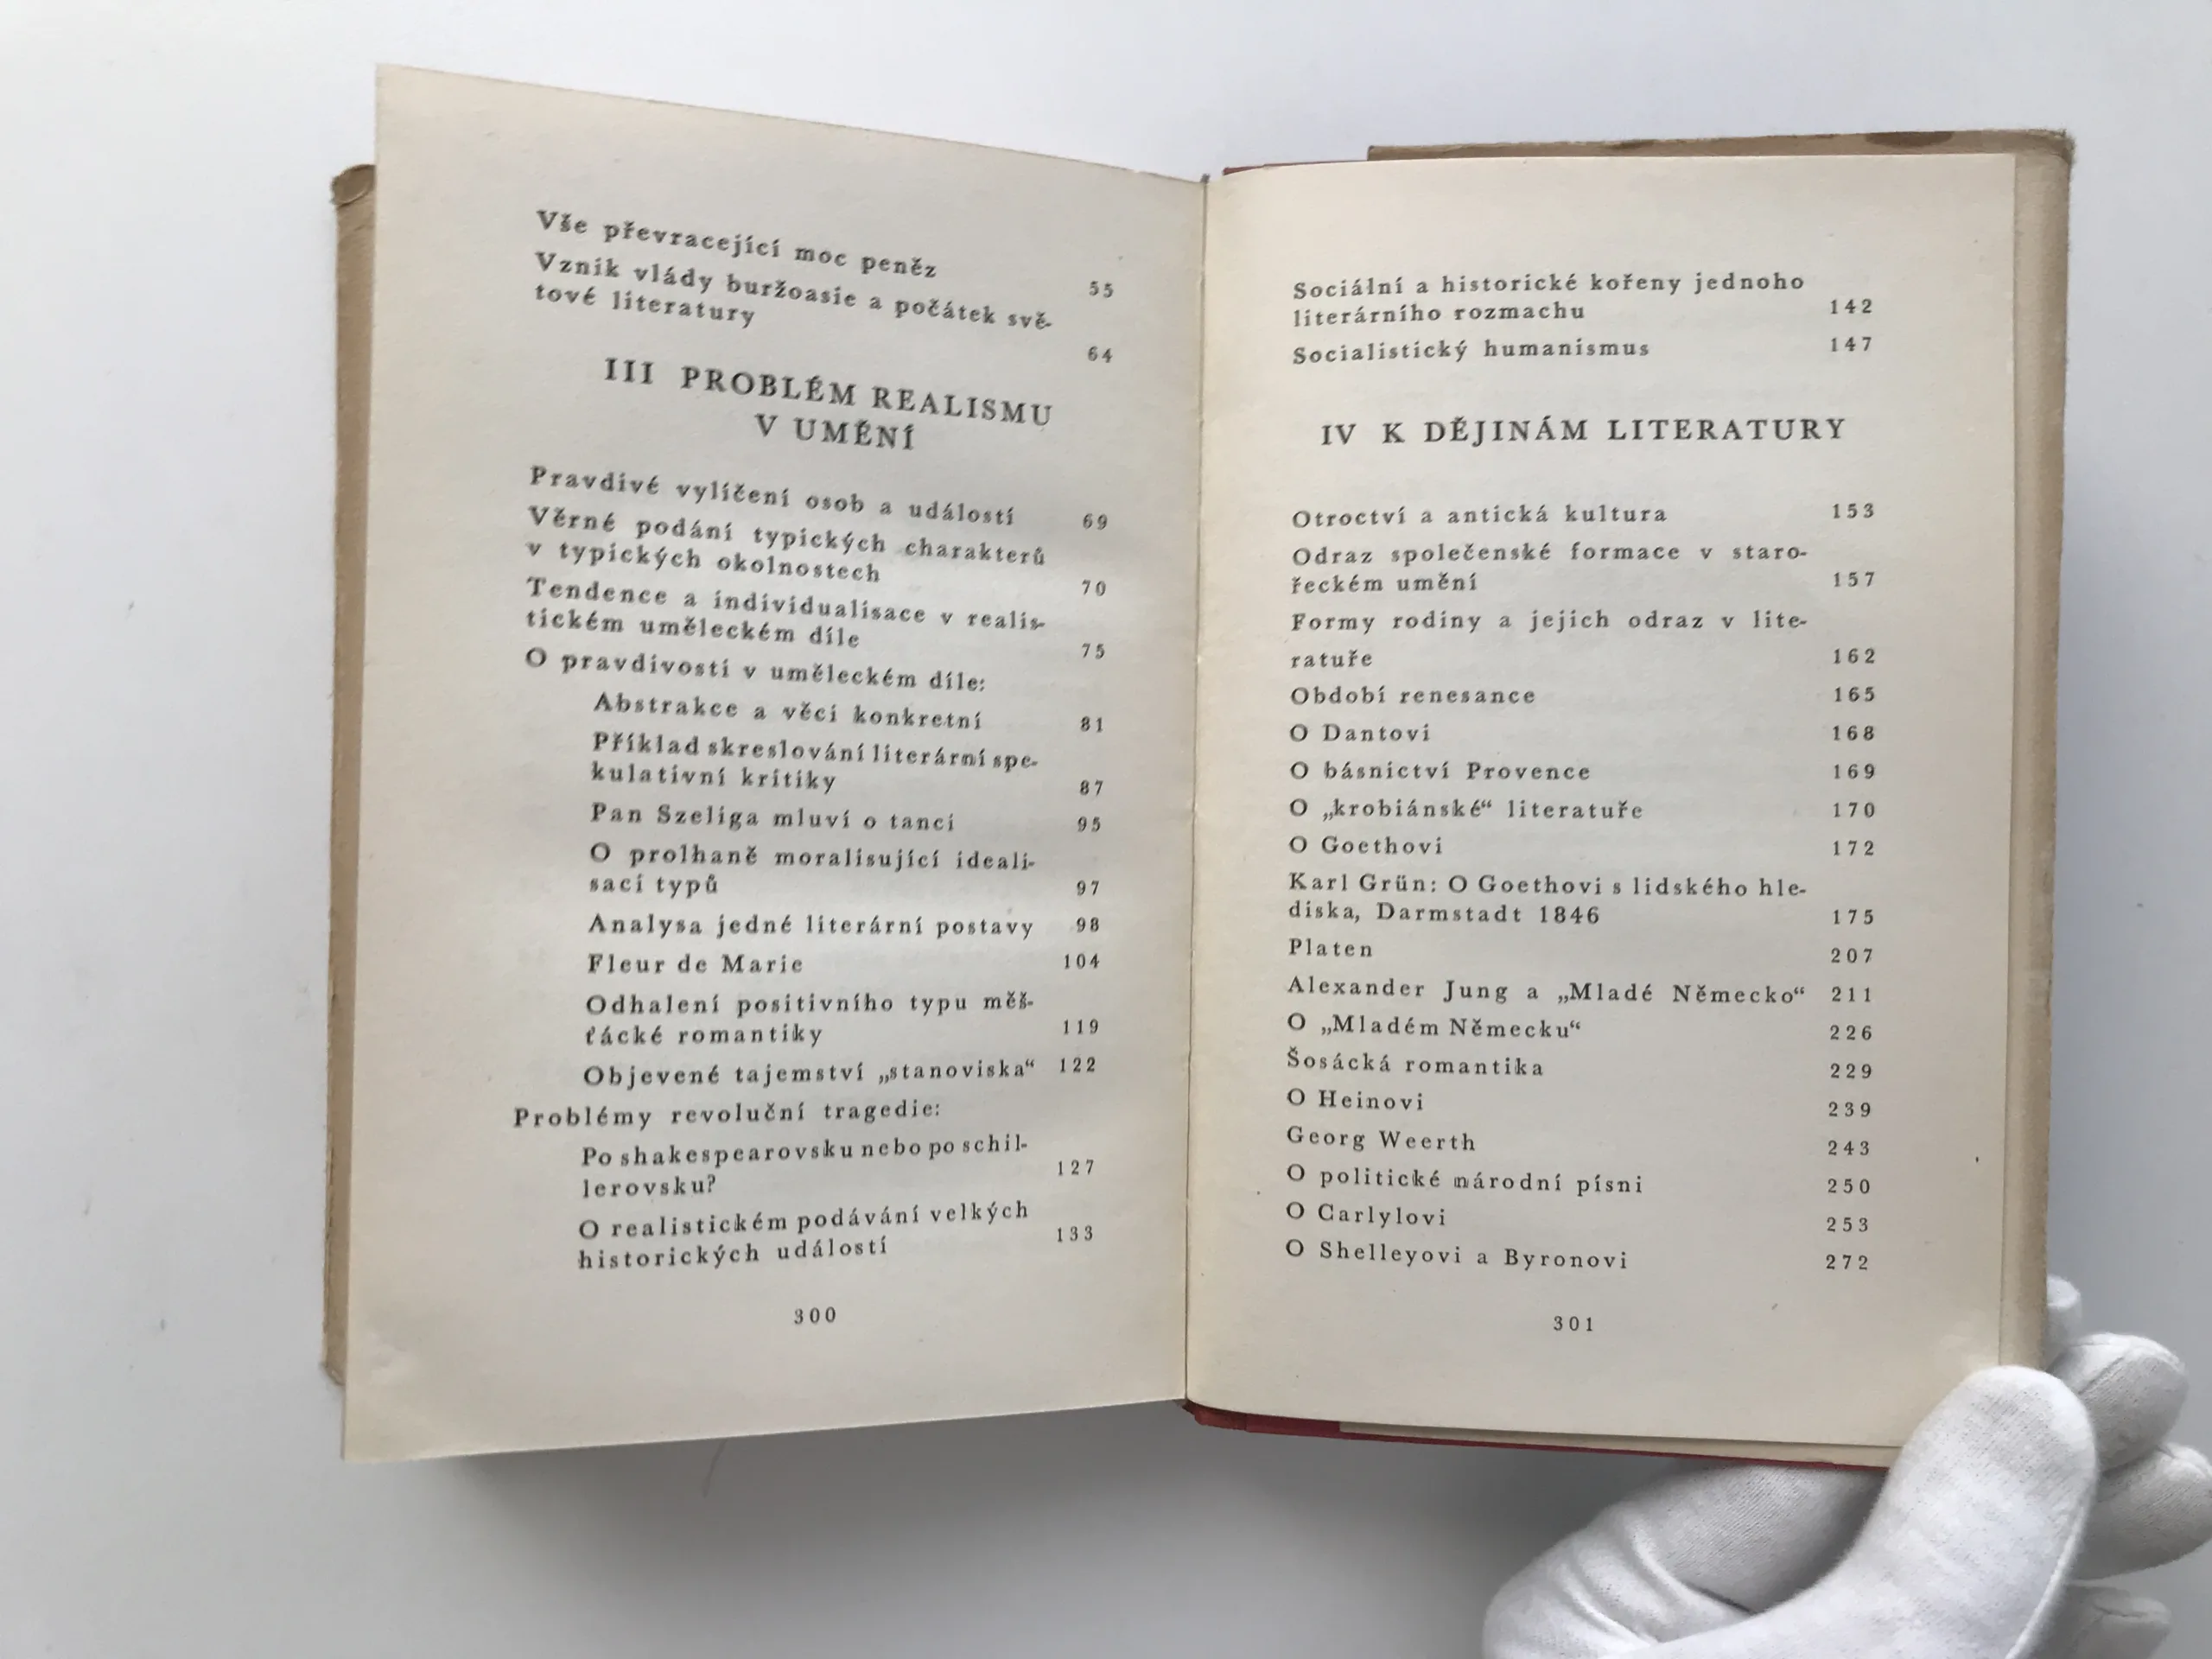 Vše převracející moc peněz 55
Vznik vlády buržoasie a počátek svě-
tové literatury 64
III PROBLÉM REALISMU
V UMĚNÍ
Pravdivé vylíčení osob a událostí 69
Věrné podání typických charakterů
v typických okolnostech 70
Tendence a individualisace v realis-
tickém uměleckém díle 75
O pravdivosti v uměleckém díle:
Abstrakce a věci konkretní 81
Příklad skreslování literární spe-
kulativní kritiky 87
Pan Szeliga mluví o tanci 95
O prolhaně moralisující ideali-
saci typů 97
Analysa jedné literární postavy 98
Fleur de Marie 104
Odhalení positivního typu měš-
ťácké romantiky 119
Objevené tajemství „stanoviska“ 122
Problémy revoluční tragedie:
Po shakespearovsku nebo po schil-
lerovsku? 127
O realistickém podávání velkých
historických událostí 133
300
Sociální a historické kořeny jednoho
literárního rozmachu 142
Socialistický humanismus 147
IV K DĚJINÁM LITERATURY
Otroctví a antická kultura 153
Odraz společenské formace v staro-
řeckém umění 157
Formy rodiny a jejich odraz v lite-
ratuře 162
Období renesance 165
O Dantovi 168
O básnictví Provence 169
O „krobiánské“ literatuře 170
O Goethovi 172
Karl Grün: O Goethovi s lidského hle-
diska, Darmstadt 1846 175
Platen 207
Alexander Jung a „Mladé Německo“ 211
O „Mladém Německu“ 226
Šosácká romantika 229
O Heinovi 239
Georg Weerth 243
O politické národní písni 250
O Carlylovi 253
O Shelleyovi a Byronovi 272
301